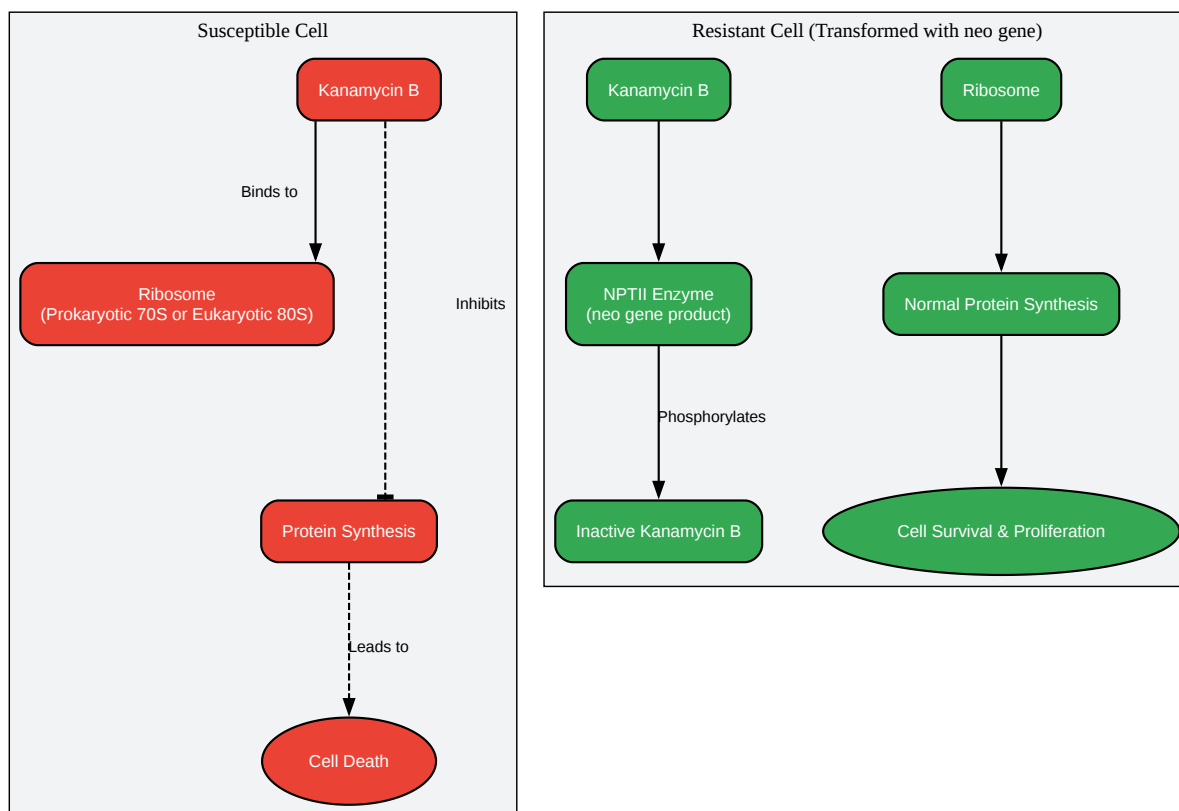 Susceptible Cell
Kanamycin B
Binds to
Ribosome
(Prokaryotic 70S or Eukaryotic 80S)
Inhibits
Protein Synthesis
Leads to
Cell Death
Resistant Cell (Transformed with neo gene)
Kanamycin B
Ribosome
NPTII Enzyme
(neo gene product)
Normal Protein Synthesis
Phosphorylates
Inactive Kanamycin B
Cell Survival & Proliferation